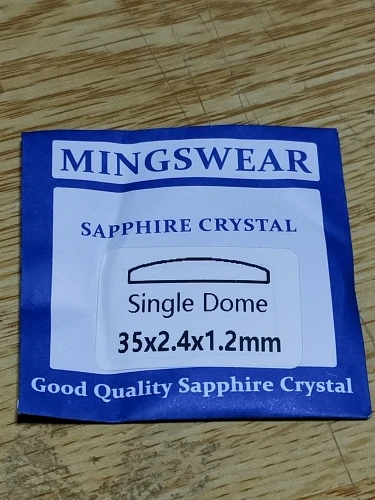 MINGSWEAR
SAPPHIRE CRYSTAL
Single Dome
35x2.4x1.2mm
Good Quality Sapphire Crystal